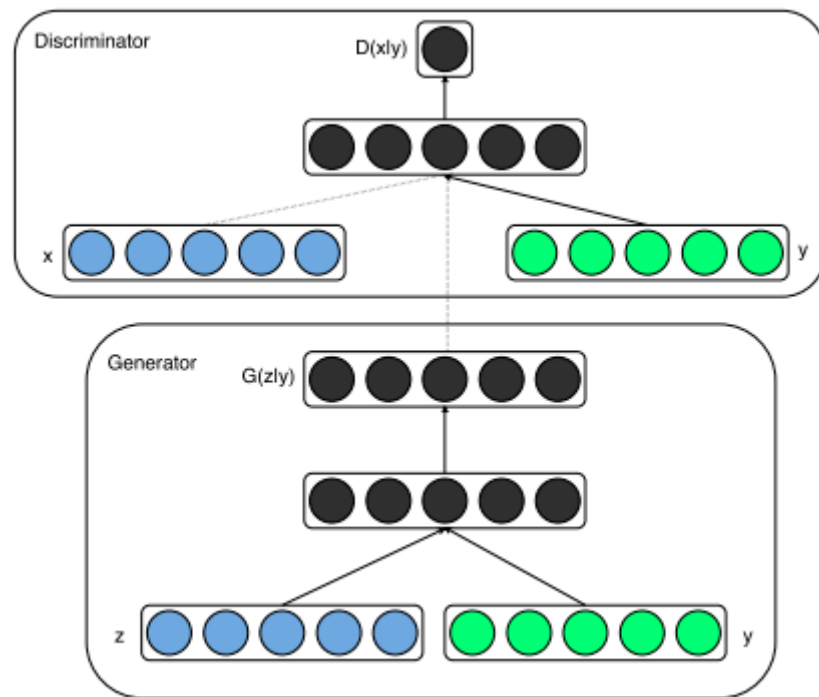 Discriminator
D(x|y)
x
y
Generator
G(z|y)
z
y